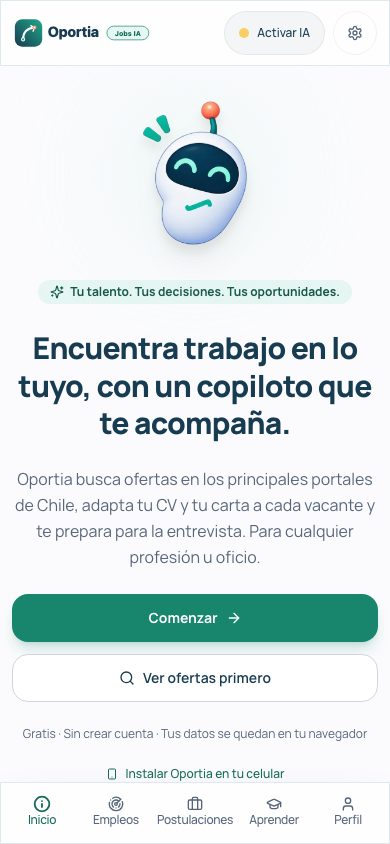 Oportia
Jobs IA
Activar IA
Tu talento. Tus decisiones. Tus oportunidades.
Encuentra trabajo en lo
tuyo, con un copiloto que
te acompaña.
Oportia busca ofertas en los principales portales
de Chile, adapta tu CV y tu carta a cada vacante y
te prepara para la entrevista. Para cualquier
profesión u oficio.
Comenzar
Ver ofertas primero
Gratis · Sin crear cuenta · Tus datos se quedan en tu navegador
Instalar Oportia en tu celular
Inicio
Empleos
Postulaciones
Aprender
Perfil